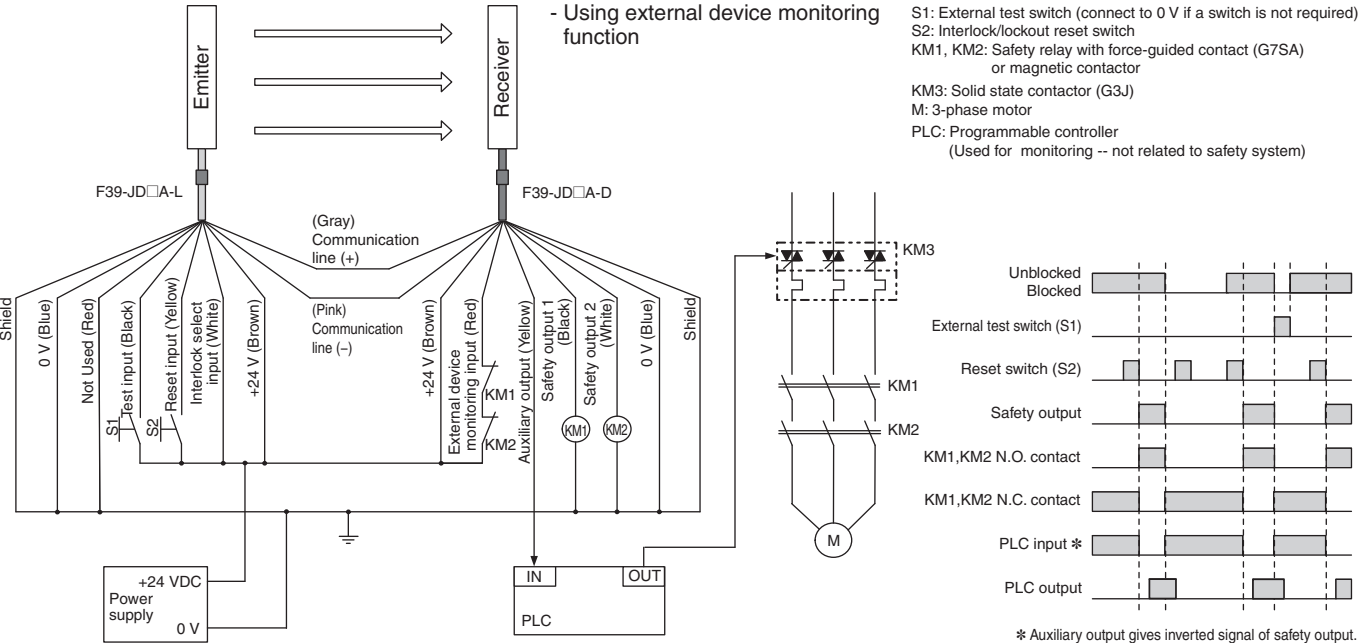 - Using external device monitoring
function
S1: External test switch (connect to 0 V if a switch is not required)
S2: Interlock/lockout reset switch
KM1, KM2: Safety relay with force-guided contact (G7SA)
or magnetic contactor
KM3: Solid state contactor (G3J)
M: 3-phase motor
PLC: Programmable controller
(Used for monitoring -- not related to safety system)
Emitter
Receiver
F39-JD□A-L
F39-JD□A-D
(Gray)
Communication
line (+)
(Pink)
Communication
line (−)
Shield
0 V (Blue)
Not Used (Red)
Test input (Black)
Reset input (Yellow)
Interlock select
input (White)
+24 V (Brown)
S1
S2
+24 V (Brown)
External device
monitoring input (Red)
KM1
KM2
Auxiliary output (Yellow)
Safety output 1
(Black)
Safety output 2
(White)
KM1
KM2
0 V (Blue)
Shield
+24 VDC
Power
supply
0 V
IN
OUT
PLC
KM3
KM1
KM2
M
Unblocked
Blocked
External test switch (S1)
Reset switch (S2)
Safety output
KM1,KM2 N.O. contact
KM1,KM2 N.C. contact
PLC input ✻
PLC output
✻ Auxiliary output gives inverted signal of safety output.